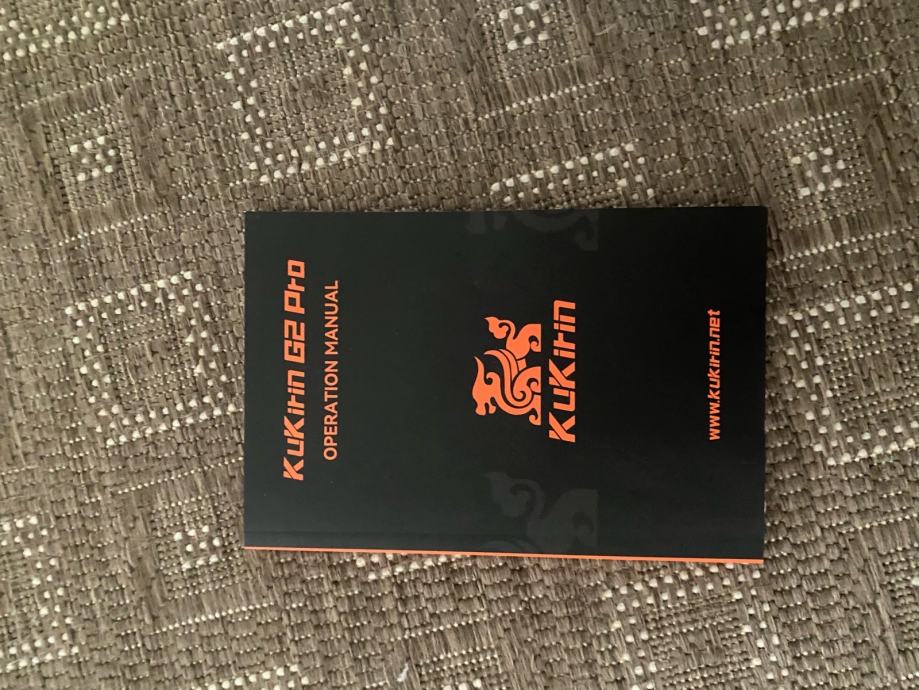 KuKirin G2 Pro
OPERATION MANUAL
KuKirin
www.kukirin.net